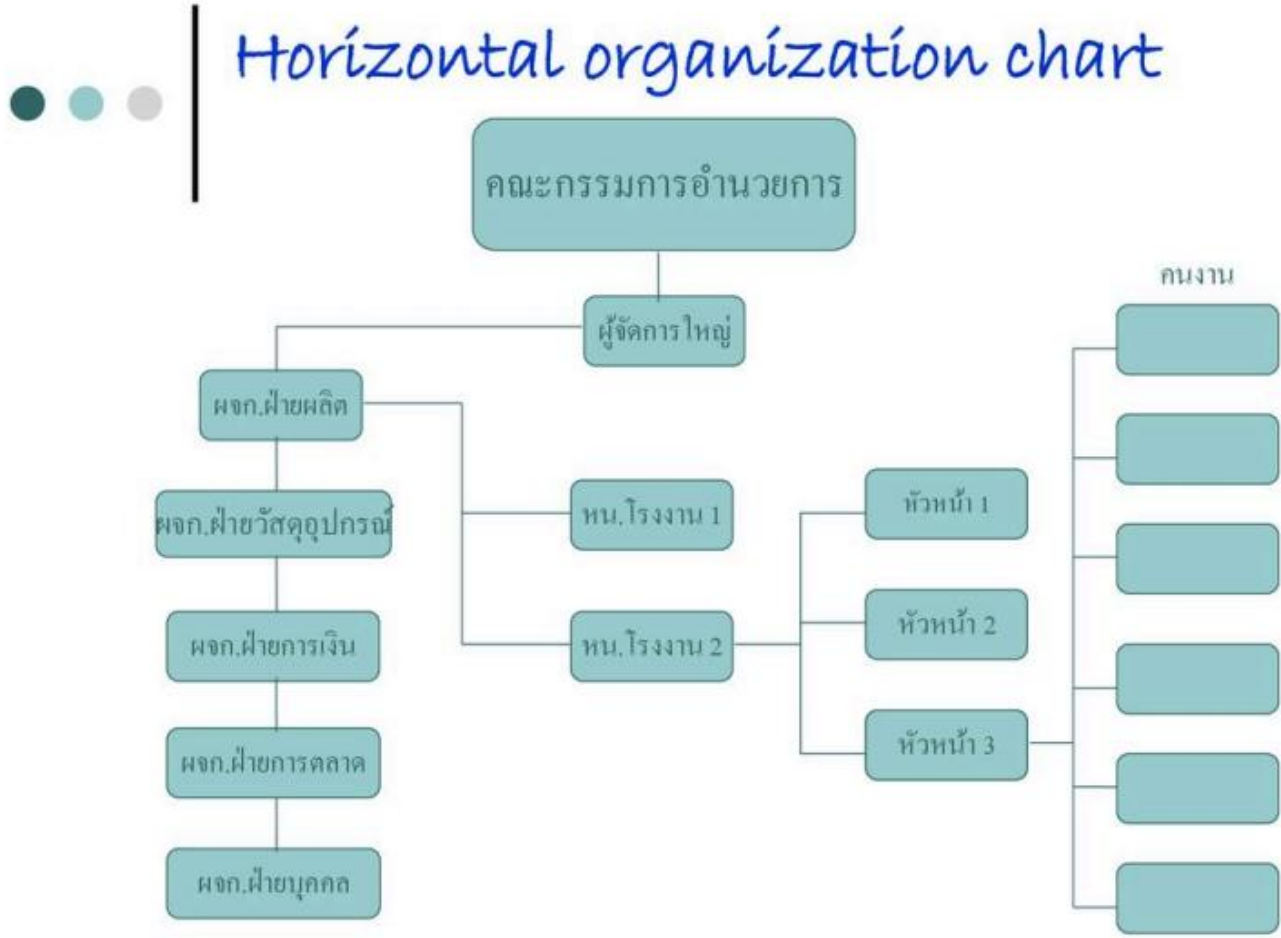 Horizontal organization chart
คณะกรรมการอำนวยการ
ผู้จัดการใหญ่
คนงาน
ผจก.ฝ่ายผลิต
ผจก.ฝ่ายวัสดุอุปกรณ์
ผจก.ฝ่ายการเงิน
ผจก.ฝ่ายการตลาด
ผจก.ฝ่ายบุคคล
หน.โรงงาน 1
หน.โรงงาน 2
หัวหน้า 1
หัวหน้า 2
หัวหน้า 3